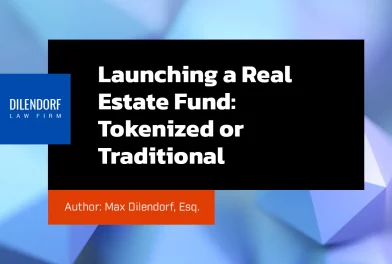 DILENDORF
LAW FIRM
Launching a Real
Estate Fund:
Tokenized or
Traditional
Author: Max Dilendorf, Esq.